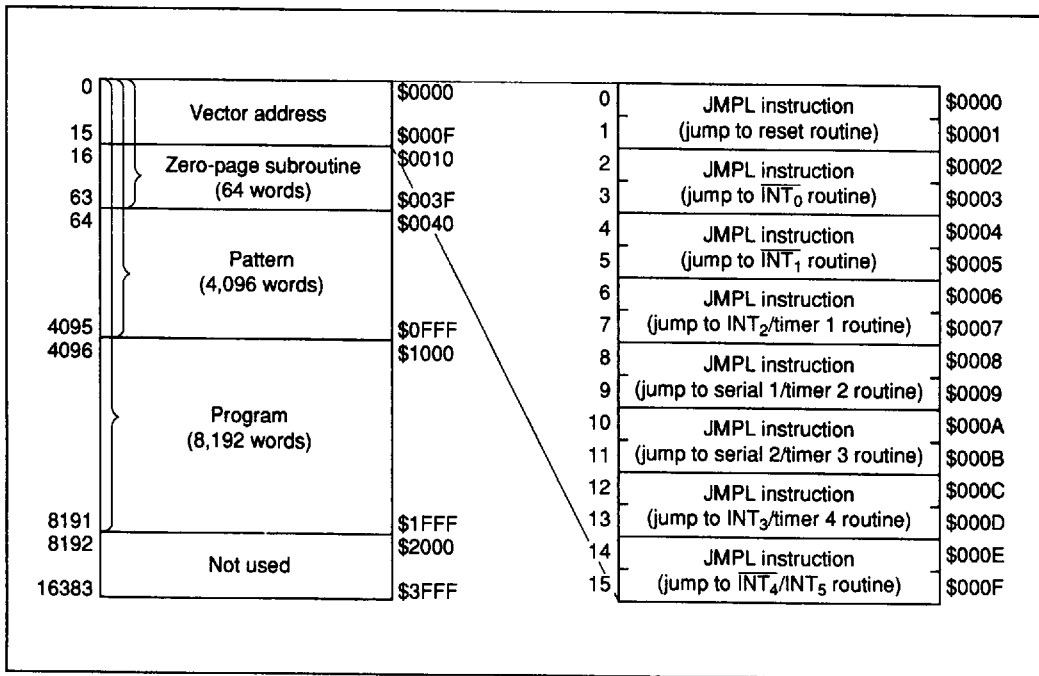 0
$0000
Vector address
15
$000F
16
$0010
Zero-page subroutine
(64 words)
63
$003F
64
$0040
Pattern
(4,096 words)
4095
$0FFF
4096
$1000
Program
(8,192 words)
8191
$1FFF
8192
$2000
Not used
16383
$3FFF
0
JMPL instruction
$0000
1
(jump to reset routine)
$0001
2
JMPL instruction
$0002
3
(jump to I̅N̅T̅₀̅ routine)
$0003
4
JMPL instruction
$0004
5
(jump to I̅N̅T̅₁̅ routine)
$0005
6
JMPL instruction
$0006
7
(jump to INT₂/timer 1 routine)
$0007
8
JMPL instruction
$0008
9
(jump to serial 1/timer 2 routine)
$0009
10
JMPL instruction
$000A
11
(jump to serial 2/timer 3 routine)
$000B
12
JMPL instruction
$000C
13
(jump to INT₃/timer 4 routine)
$000D
14
JMPL instruction
$000E
15
(jump to I̅N̅T̅₄̅/INT₅ routine)
$000F